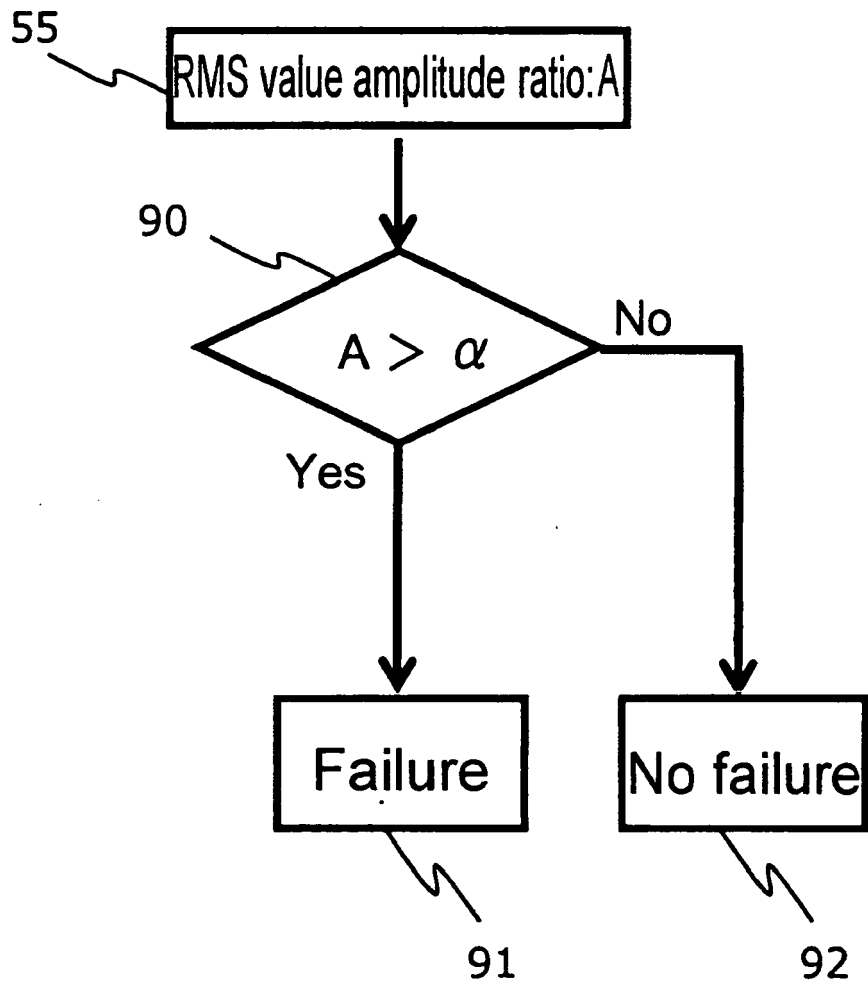 55
RMS value amplitude ratio:A
90
A > α
No
Yes
Failure
No failure
91
92